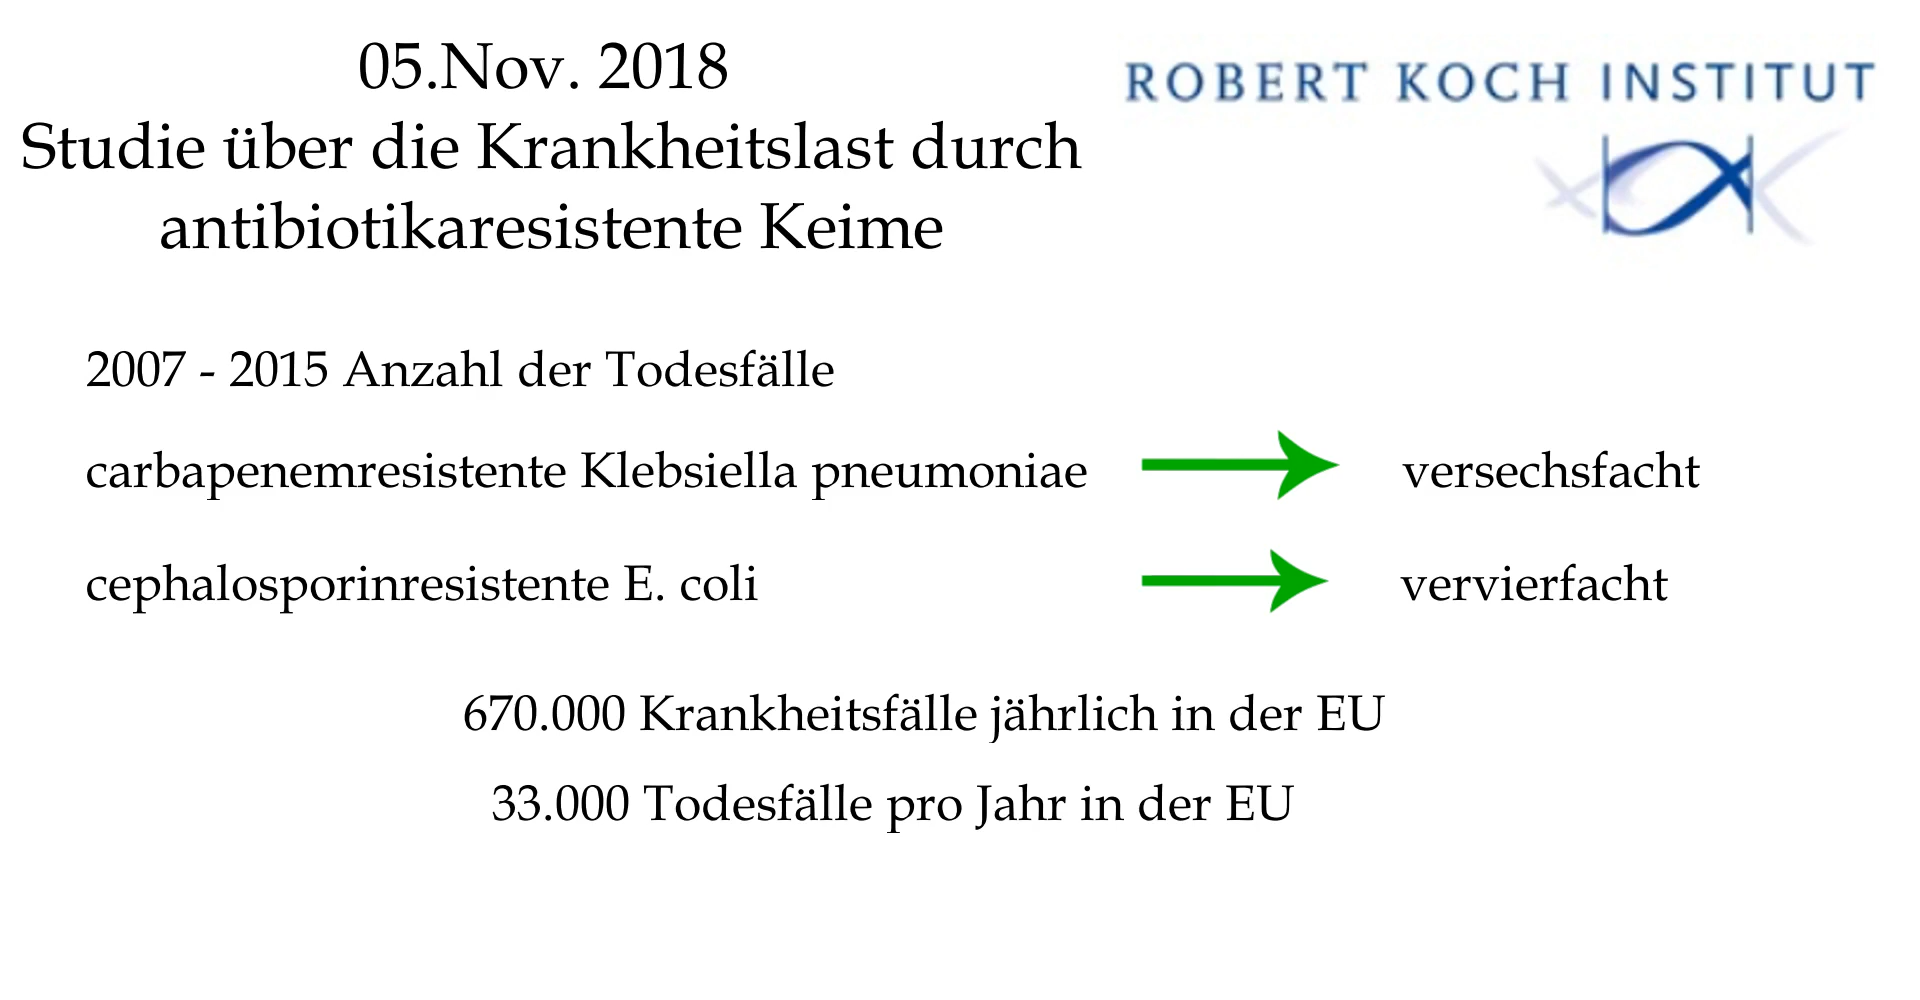 05.Nov. 2018
Studie über die Krankheitslast durch
antibiotikaresistente Keime
ROBERT KOCH INSTITUT
2007 - 2015 Anzahl der Todesfälle
carbapenemresistente Klebsiella pneumoniae versechsfacht
cephalosporinresistente E. coli vervierfacht
670.000 Krankheitsfälle jährlich in der EU
33.000 Todesfälle pro Jahr in der EU